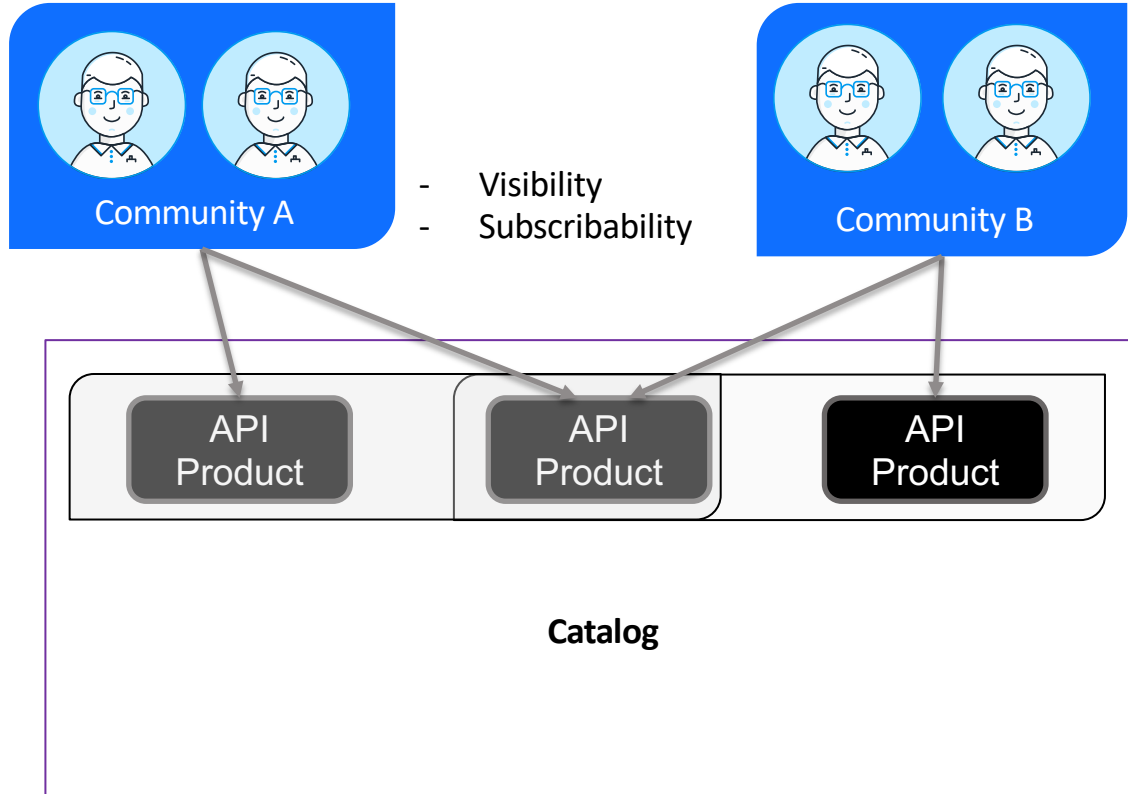 Community A
- Visibility
- Subscribability
Community B
API
Product
API
Product
API
Product
Catalog